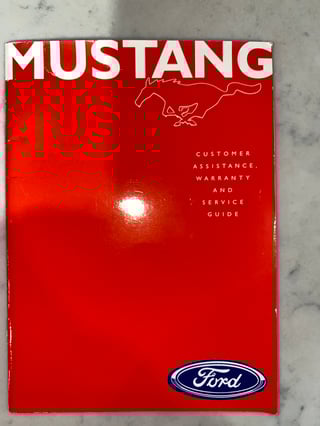 MUSTANG
CUSTOMER
ASSISTANCE,
WARRANTY
AND
SERVICE
GUIDE
Ford